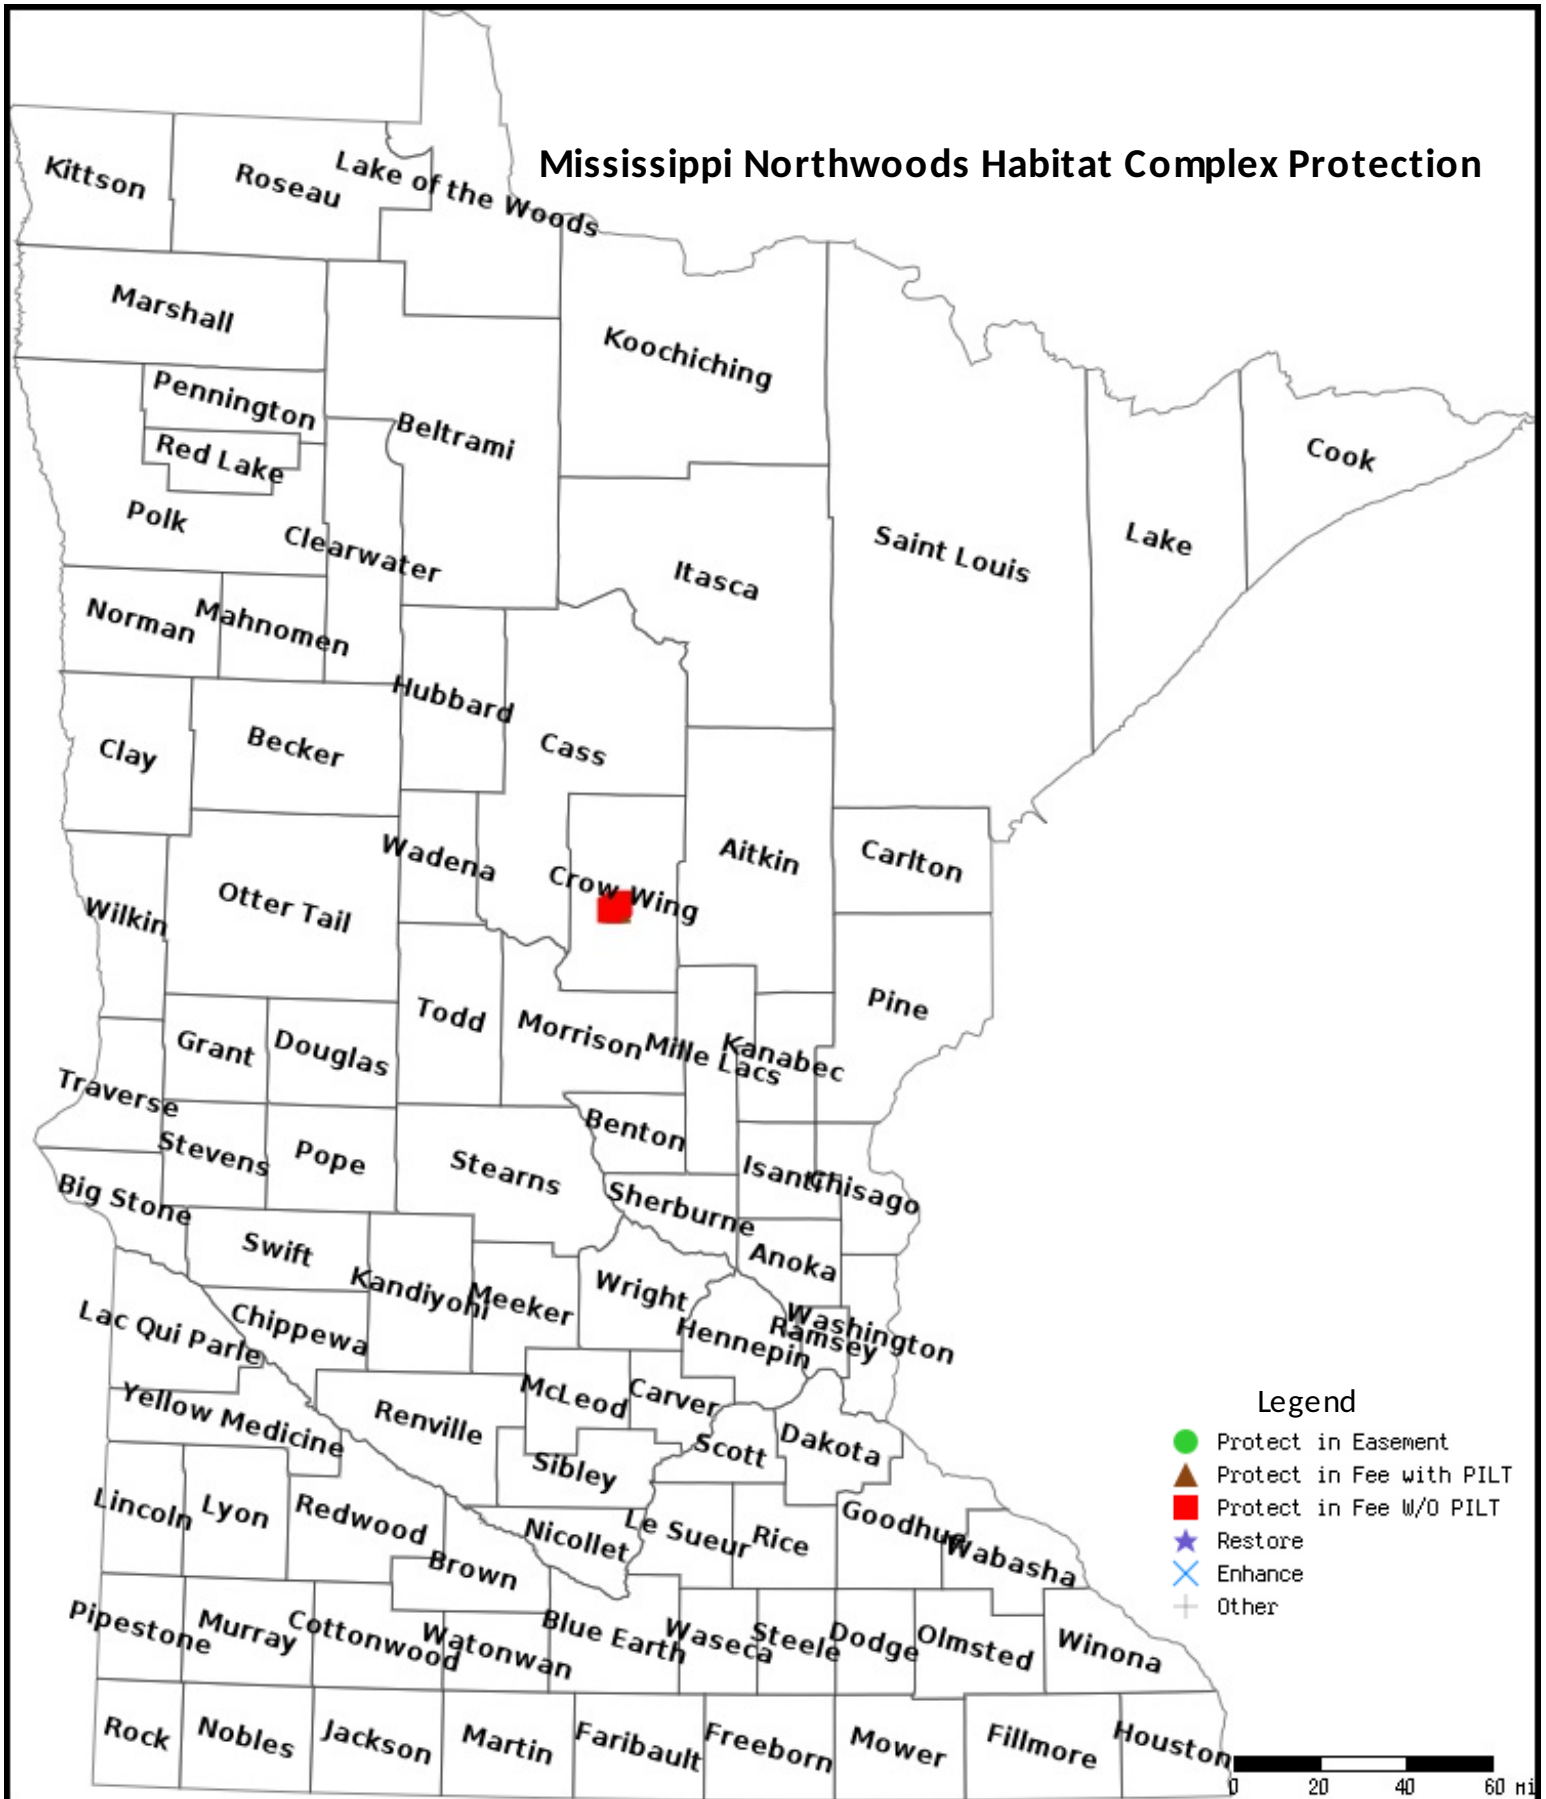 Mississippi Northwoods Habitat Complex Protection
Kittson
Roseau
Lake of the Woods
Marshall
Koochiching
Pennington
Beltrami
Red Lake
Cook
Polk
Clearwater
Saint Louis
Lake
Itasca
Norman
Mahnomen
Hubbard
Clay
Becker
Cass
Wadena
Aitkin
Carlton
Crow Wing
Otter Tail
Wilkin
Pine
Todd
Morrison
Mille Lacs
Kanabec
Grant
Douglas
Traverse
Benton
Stevens
Pope
Stearns
Isanti
Chisago
Big Stone
Sherburne
Swift
Anoka
Kandiyohi
Meeker
Wright
Lac Qui Parle
Chippewa
Hennepin
Ramsey
Washington
McLeod
Carver
Yellow Medicine
Renville
Scott
Dakota
Sibley
Lincoln
Lyon
Redwood
Nicollet
Le Sueur
Rice
Goodhue
Wabasha
Brown
Pipestone
Murray
Cottonwood
Watonwan
Blue Earth
Waseca
Steele
Dodge
Olmsted
Winona
Rock
Nobles
Jackson
Martin
Faribault
Freeborn
Mower
Fillmore
Houston
Legend
Protect in Easement
Protect in Fee with PILT
Protect in Fee W/O PILT
Restore
Enhance
Other
0 20 40 60 mi